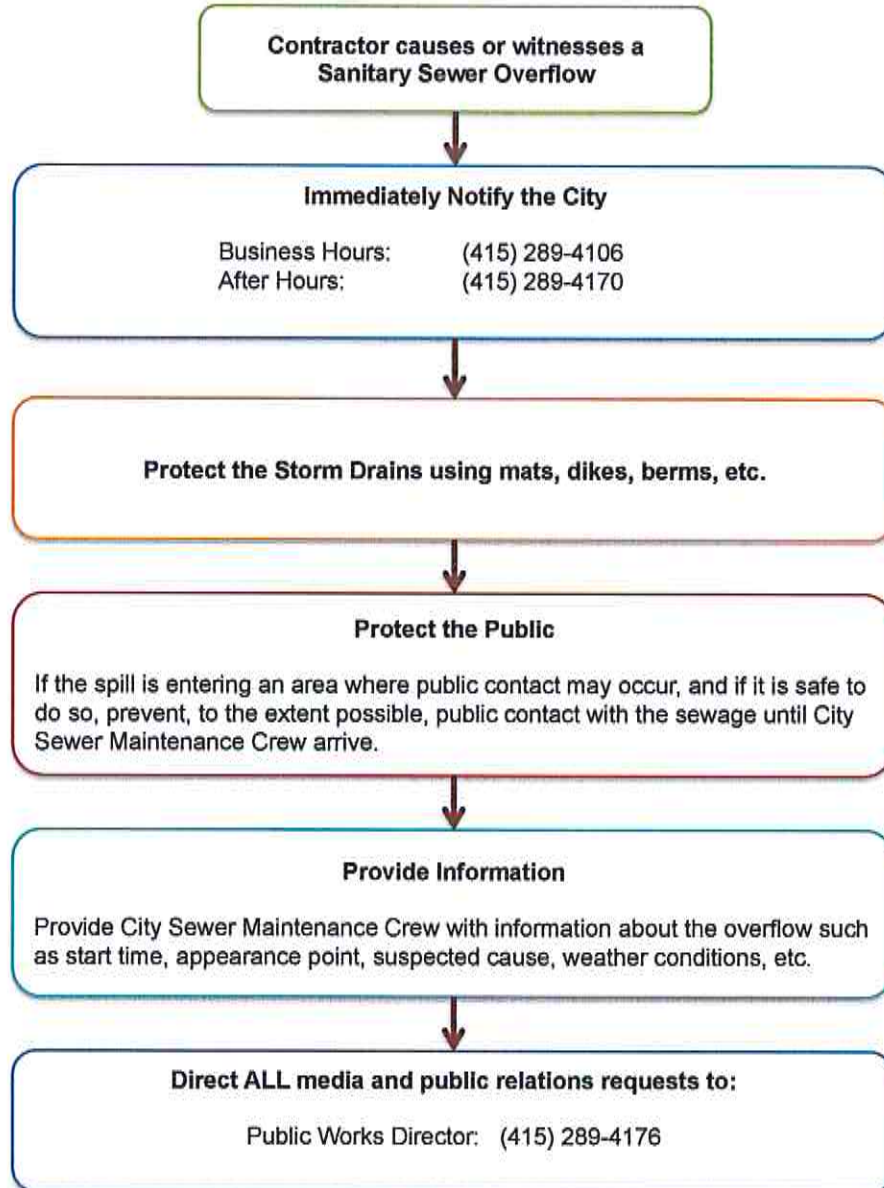 Contractor causes or witnesses a
Sanitary Sewer Overflow
Immediately Notify the City
Business Hours: (415) 289-4106
After Hours: (415) 289-4170
Protect the Storm Drains using mats, dikes, berms, etc.
Protect the Public
If the spill is entering an area where public contact may occur, and if it is safe to
do so, prevent, to the extent possible, public contact with the sewage until City
Sewer Maintenance Crew arrive.
Provide Information
Provide City Sewer Maintenance Crew with information about the overflow such
as start time, appearance point, suspected cause, weather conditions, etc.
Direct ALL media and public relations requests to:
Public Works Director: (415) 289-4176